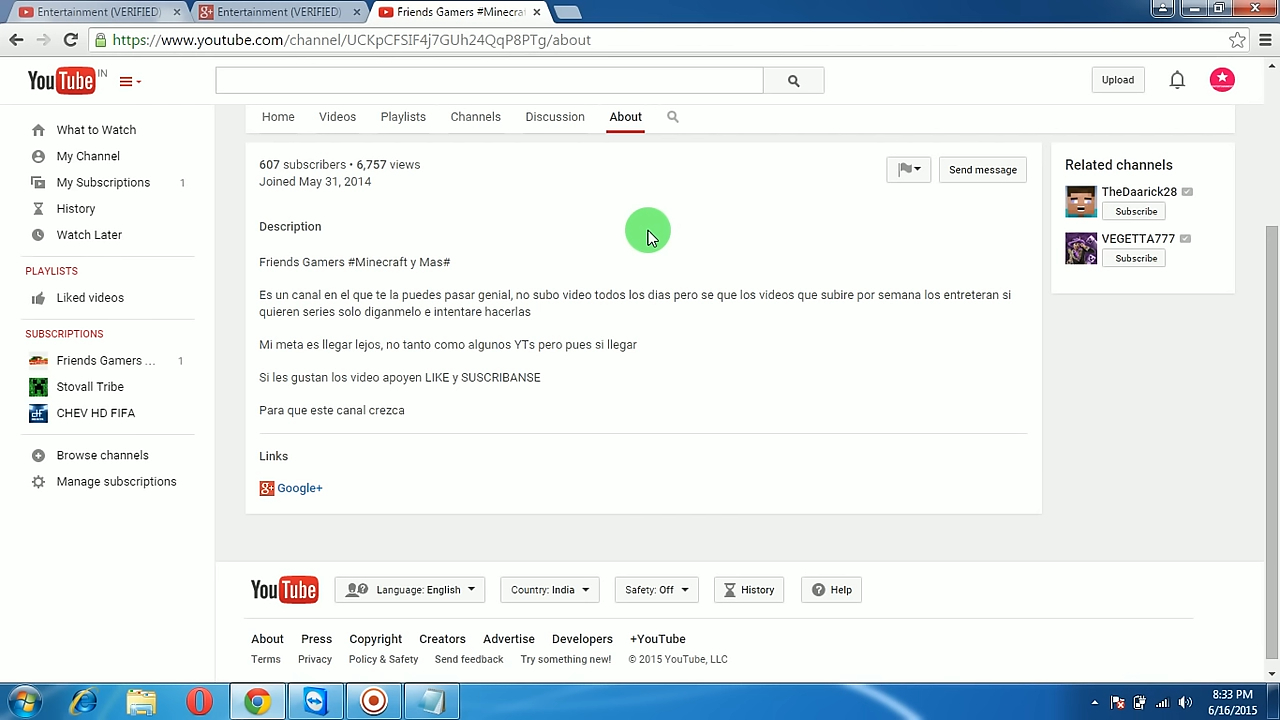 Entertainment (VERIFIED)
Entertainment (VERIFIED)
Friends Gamers #Minecra
https://www.youtube.com/channel/UCKpCFSIF4j7GUh24QqP8PTg/about
YouTube IN
Upload
Home Videos Playlists Channels Discussion About
What to Watch
My Channel
My Subscriptions 1
History
Watch Later
PLAYLISTS
Liked videos
SUBSCRIPTIONS
Friends Gamers ... 1
Stovall Tribe
CHEV HD FIFA
Browse channels
Manage subscriptions
607 subscribers • 6,757 views
Joined May 31, 2014
Send message
Description
Friends Gamers #Minecraft y Mas#
Es un canal en el que te la puedes pasar genial, no subo video todos los dias pero se que los videos que subire por semana los entreteran si
quieren series solo diganmelo e intentare hacerlas
Mi meta es llegar lejos, no tanto como algunos YTs pero pues si llegar
Si les gustan los video apoyen LIKE y SUSCRIBANSE
Para que este canal crezca
Links
Google+
Related channels
TheDaarick28
Subscribe
VEGETTA777
Subscribe
YouTube Language: English Country: India Safety: Off History Help
About Press Copyright Creators Advertise Developers +YouTube
Terms Privacy Policy & Safety Send feedback Try something new! © 2015 YouTube, LLC
8:33 PM
6/16/2015